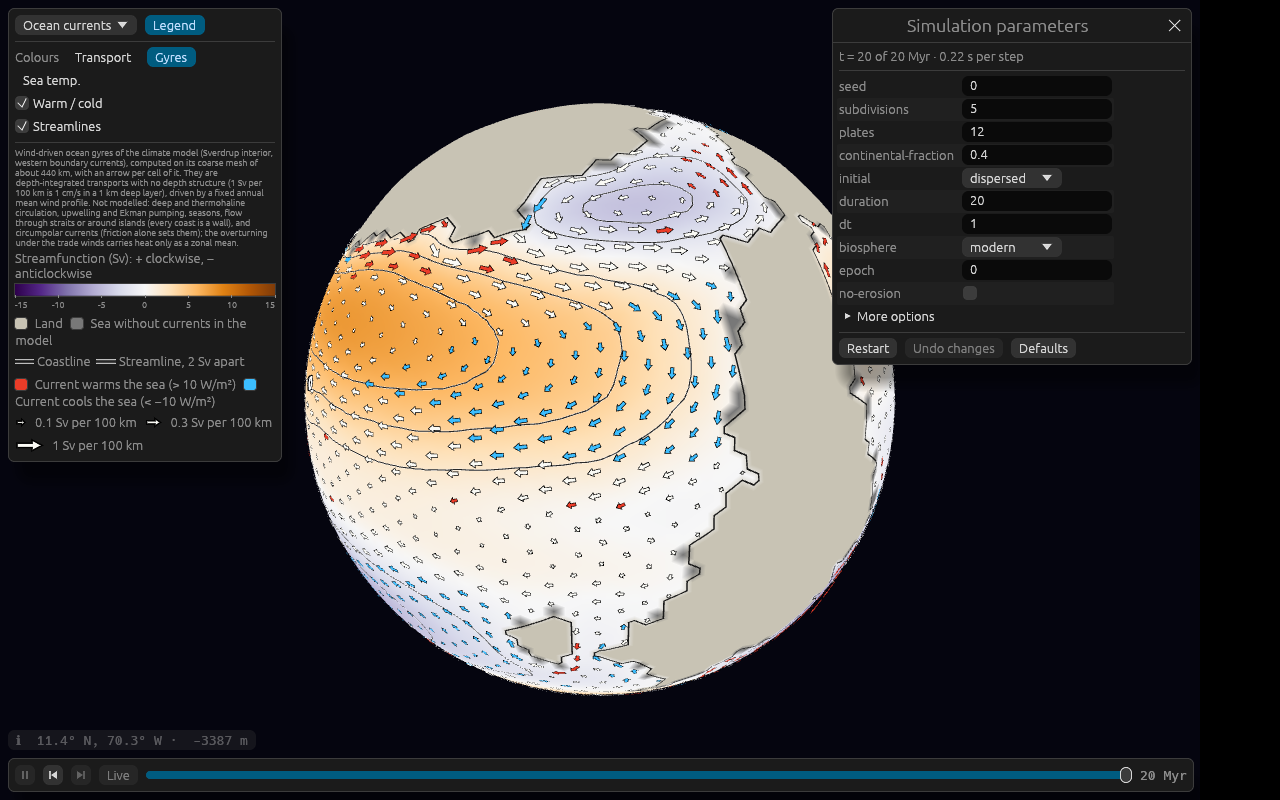 Ocean currents
Legend
Colours
Transport
Gyres
Sea temp.
Warm / cold
Streamlines
Wind-driven ocean gyres of the climate model (Sverdrup interior,
western boundary currents), computed on its coarse mesh of
about 440 km, with an arrow per cell of it. They are
depth-integrated transports with no depth structure (1 Sv per
100 km is 1 cm/s in a 1 km deep layer), driven by a fixed annual
mean wind profile. Not modelled: deep and thermohaline
circulation, upwelling and Ekman pumping, seasons, flow
through straits or around islands (every coast is a wall), and
circumpolar currents (friction alone sets them); the overturning
under the trade winds carries heat only as a zonal mean.
Streamfunction (Sv): + clockwise, −
anticlockwise
-15 -10 -5 0 5 10 15
Land Sea without currents in the
model
Coastline Streamline, 2 Sv apart
Current warms the sea (> 10 W/m²)
Current cools the sea (< −10 W/m²)
0.1 Sv per 100 km 0.3 Sv per 100 km
1 Sv per 100 km
Simulation parameters
t = 20 of 20 Myr · 0.22 s per step
seed 0
subdivisions 5
plates 12
continental-fraction 0.4
initial dispersed
duration 20
dt 1
biosphere modern
epoch 0
no-erosion
More options
Restart Undo changes Defaults
i 11.4° N, 70.3° W · -3387 m
Live
20 Myr